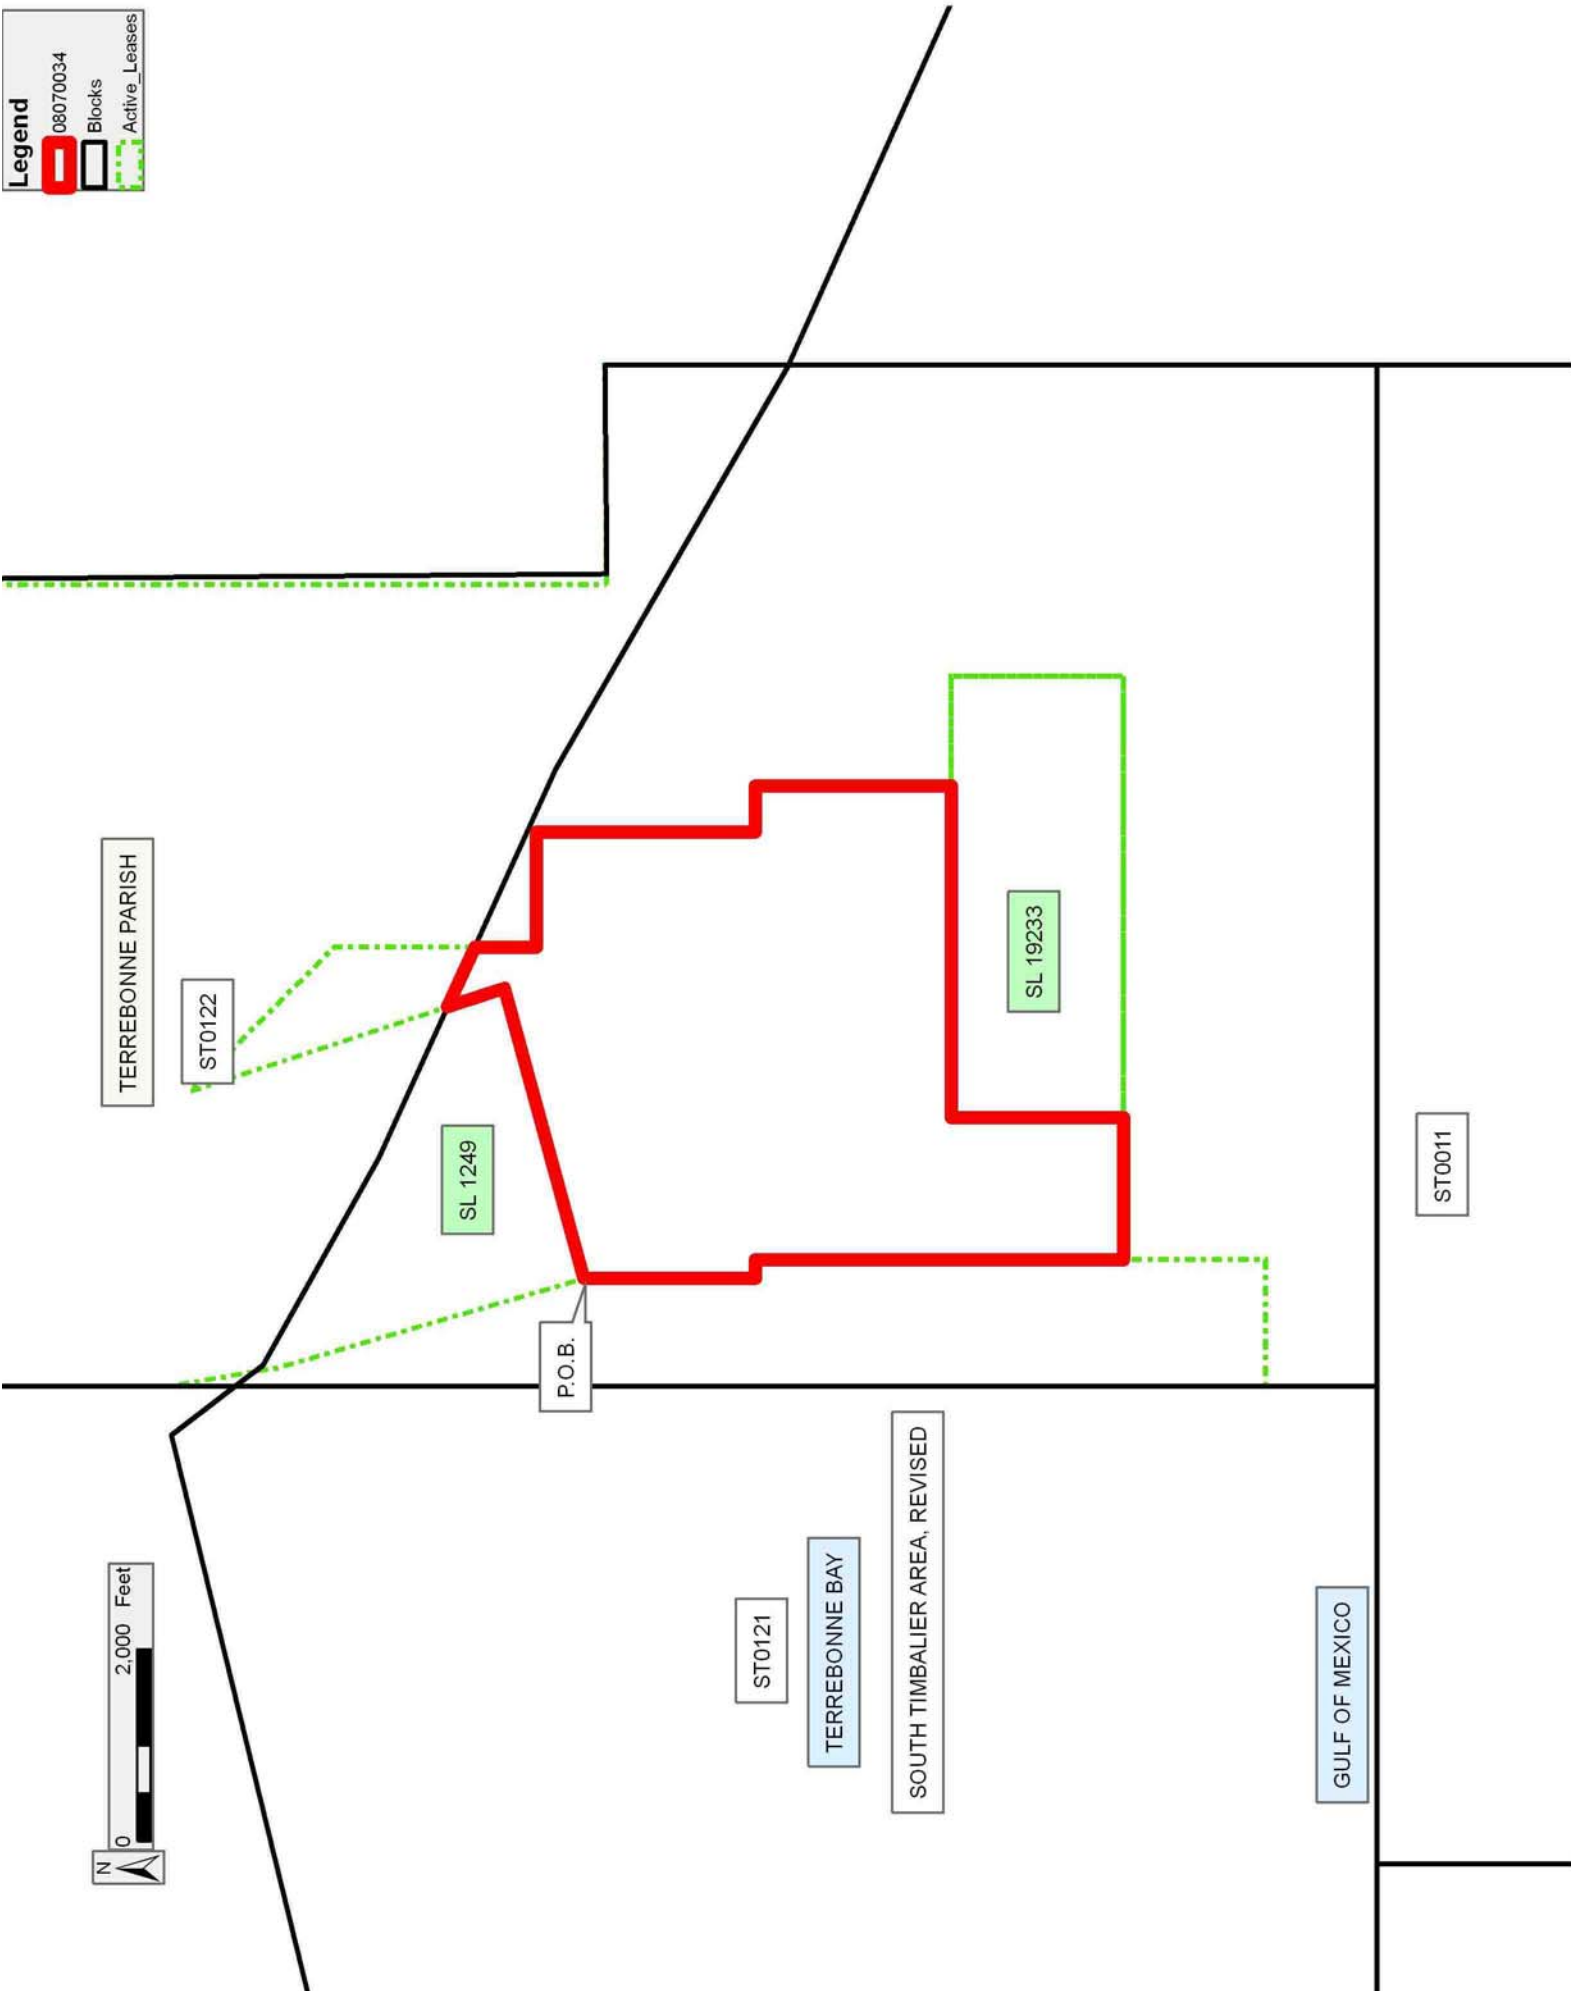 Legend
08070034
Blocks
Active_Leases
N
0 2,000 Feet
TERREBONNE PARISH
ST0122
SL 1249
P.O.B.
ST0121
TERREBONNE BAY
SOUTH TIMBALIER AREA, REVISED
SL 19233
GULF OF MEXICO
ST0011